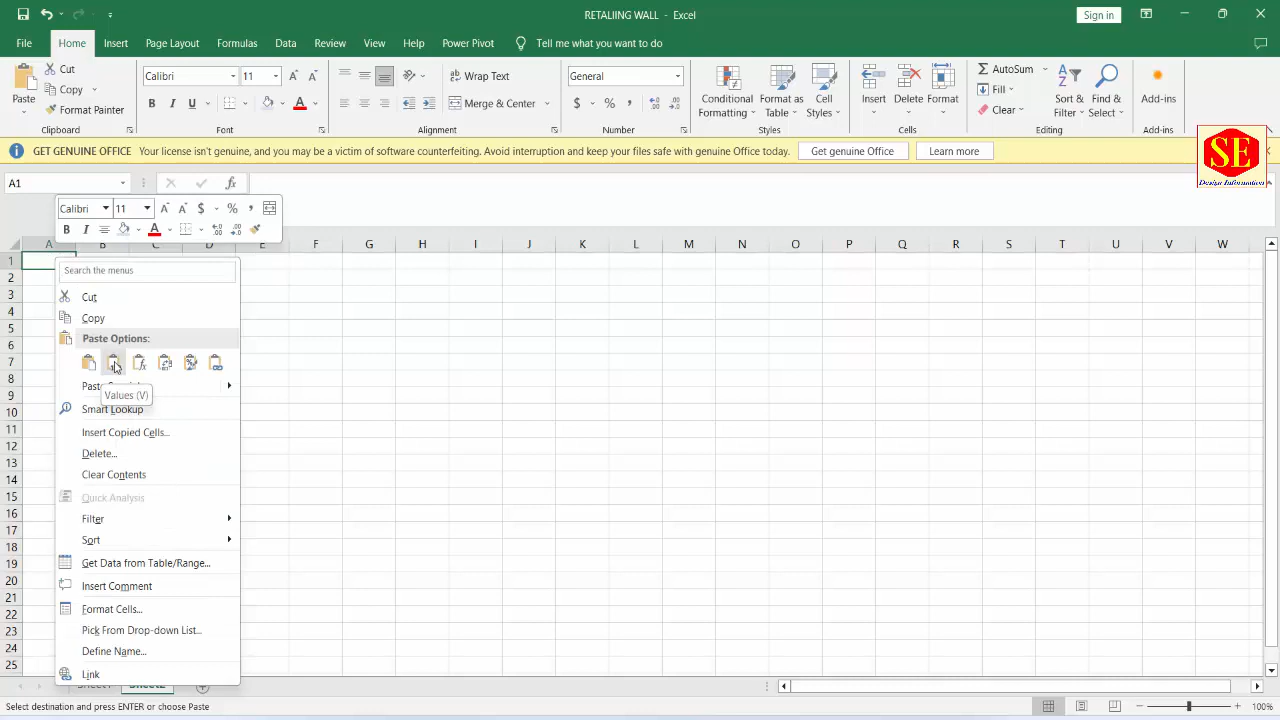 RETALIING WALL - Excel
Sign in
File Home Insert Page Layout Formulas Data Review View Help Power Pivot Tell me what you want to do
Cut
Copy
Format Painter
Paste
Clipboard
Calibri 11
B I U
Font
Wrap Text
Merge & Center
Alignment
General
$ % ,
Number
Conditional Formatting
Format as Table
Cell Styles
Styles
Insert Delete Format
Cells
AutoSum
Fill
Clear
Sort & Filter
Find & Select
Editing
Add-ins
Add-ins
GET GENUINE OFFICE Your license isn't genuine, and you may be a victim of software counterfeiting. Avoid interruption and keep your files safe with genuine Office today. Get genuine Office Learn more
SE
Design Information
A1
fx
Calibri 11 A A $ % ,
B I A
A B C D E F G H I J K L M N O P Q R S T U V W
1
2
3
4
5
6
7
8
9
10
11
12
13
14
15
16
17
18
19
20
21
22
23
24
25
Search the menus
Cut
Copy
Paste Options:
Values (V)
Smart Lookup
Insert Copied Cells...
Delete...
Clear Contents
Quick Analysis
Filter
Sort
Get Data from Table/Range...
Insert Comment
Format Cells...
Pick From Drop-down List...
Define Name...
Link
Sheet2
Select destination and press ENTER or choose Paste
100%